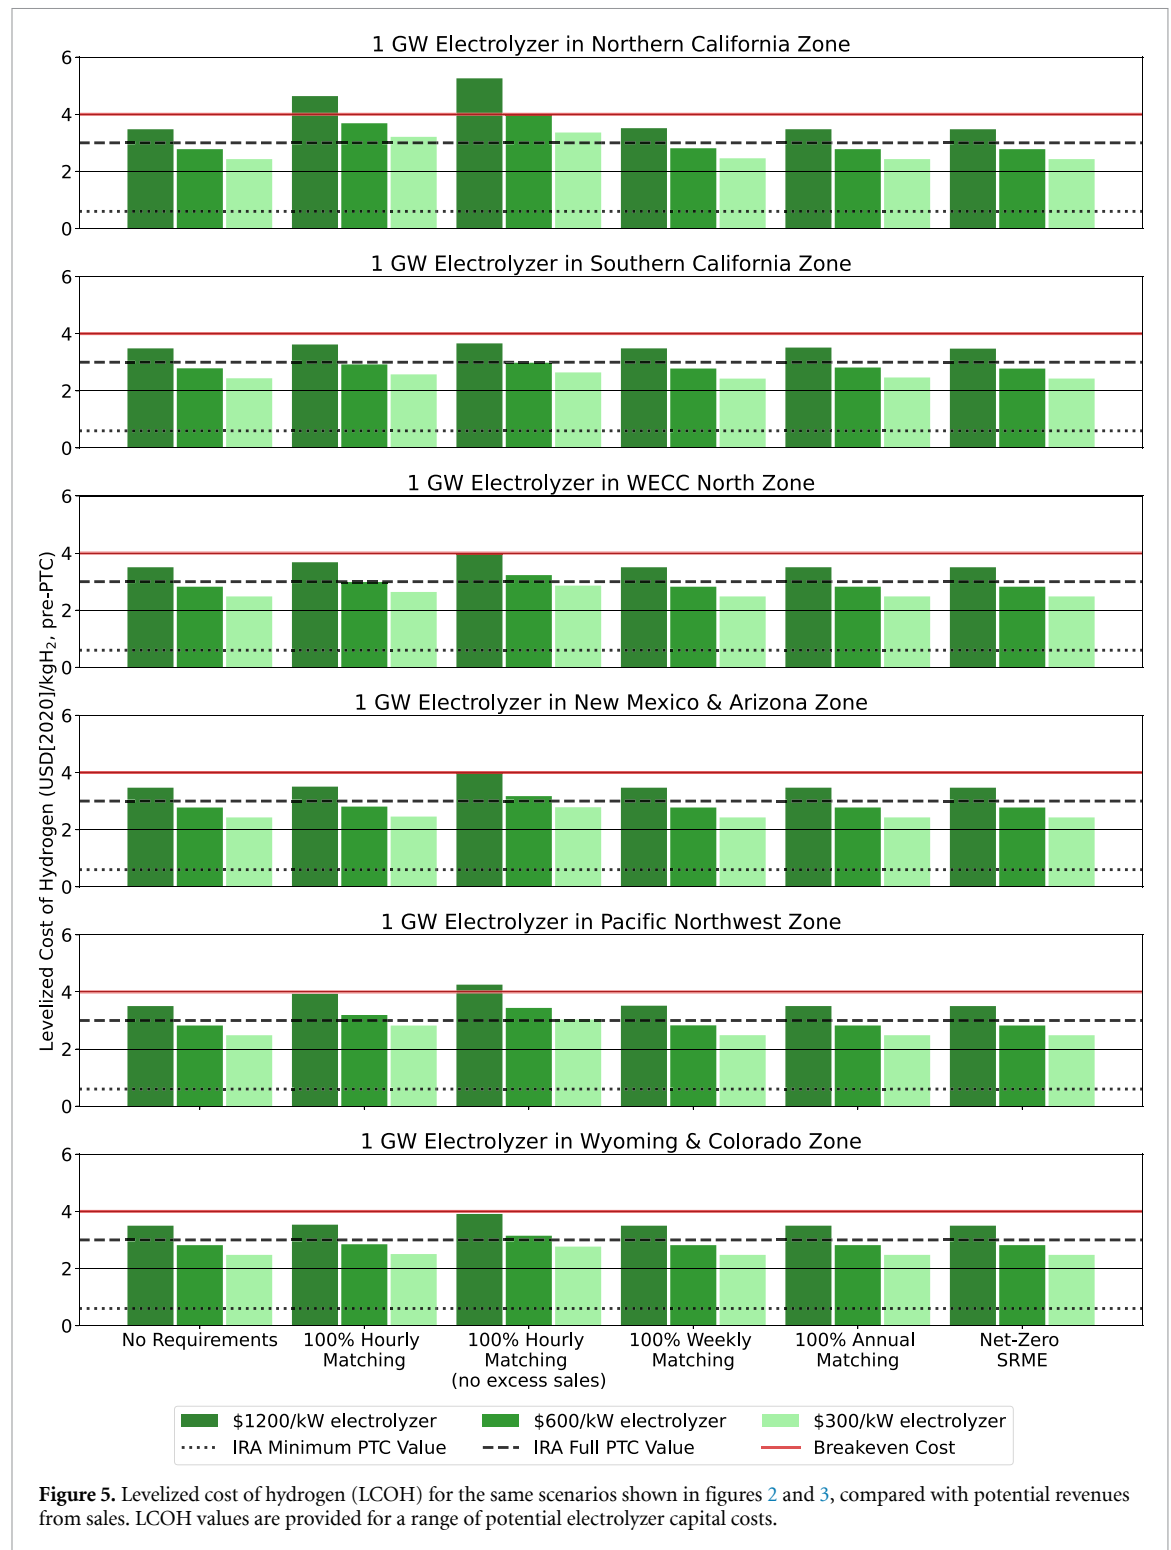 1 GW Electrolyzer in Northern California Zone
6
4
2
0
1 GW Electrolyzer in Southern California Zone
6
4
2
0
1 GW Electrolyzer in WECC North Zone
6
4
2
0
Levelized Cost of Hydrogen (USD[2020]/kgH₂, pre-PTC)
1 GW Electrolyzer in New Mexico & Arizona Zone
6
4
2
0
1 GW Electrolyzer in Pacific Northwest Zone
6
4
2
0
1 GW Electrolyzer in Wyoming & Colorado Zone
6
4
2
0
No Requirements
100% Hourly
Matching
100% Hourly
Matching
(no excess sales)
100% Weekly
Matching
100% Annual
Matching
Net-Zero
SRME
$1200/kW electrolyzer
$600/kW electrolyzer
$300/kW electrolyzer
IRA Minimum PTC Value
IRA Full PTC Value
Breakeven Cost
Figure 5. Levelized cost of hydrogen (LCOH) for the same scenarios shown in figures 2 and 3, compared with potential revenues
from sales. LCOH values are provided for a range of potential electrolyzer capital costs.